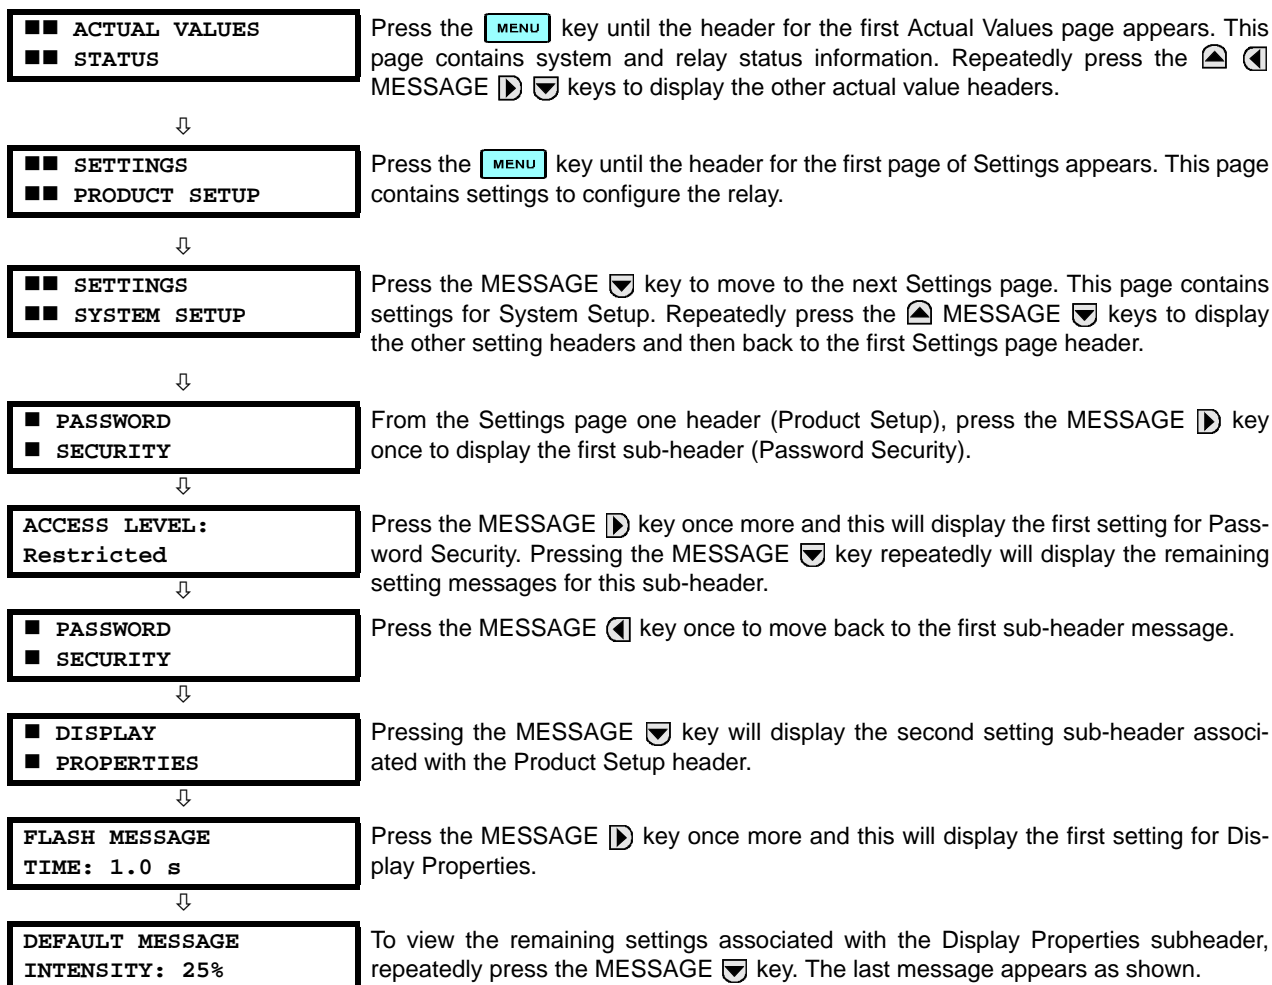 ■■ ACTUAL VALUES
■■ STATUS
Press the MENU key until the header for the first Actual Values page appears. This
page contains system and relay status information. Repeatedly press the
MESSAGE keys to display the other actual value headers.
⇩
■■ SETTINGS
■■ PRODUCT SETUP
Press the MENU key until the header for the first page of Settings appears. This page
contains settings to configure the relay.
⇩
■■ SETTINGS
■■ SYSTEM SETUP
Press the MESSAGE key to move to the next Settings page. This page contains
settings for System Setup. Repeatedly press the MESSAGE keys to display
the other setting headers and then back to the first Settings page header.
⇩
■ PASSWORD
■ SECURITY
From the Settings page one header (Product Setup), press the MESSAGE key
once to display the first sub-header (Password Security).
⇩
ACCESS LEVEL:
Restricted
Press the MESSAGE key once more and this will display the first setting for Pass-
word Security. Pressing the MESSAGE key repeatedly will display the remaining
setting messages for this sub-header.
⇩
■ PASSWORD
■ SECURITY
Press the MESSAGE key once to move back to the first sub-header message.
⇩
■ DISPLAY
■ PROPERTIES
Pressing the MESSAGE key will display the second setting sub-header associ-
ated with the Product Setup header.
⇩
FLASH MESSAGE
TIME: 1.0 s
Press the MESSAGE key once more and this will display the first setting for Dis-
play Properties.
⇩
DEFAULT MESSAGE
INTENSITY: 25%
To view the remaining settings associated with the Display Properties subheader,
repeatedly press the MESSAGE key. The last message appears as shown.